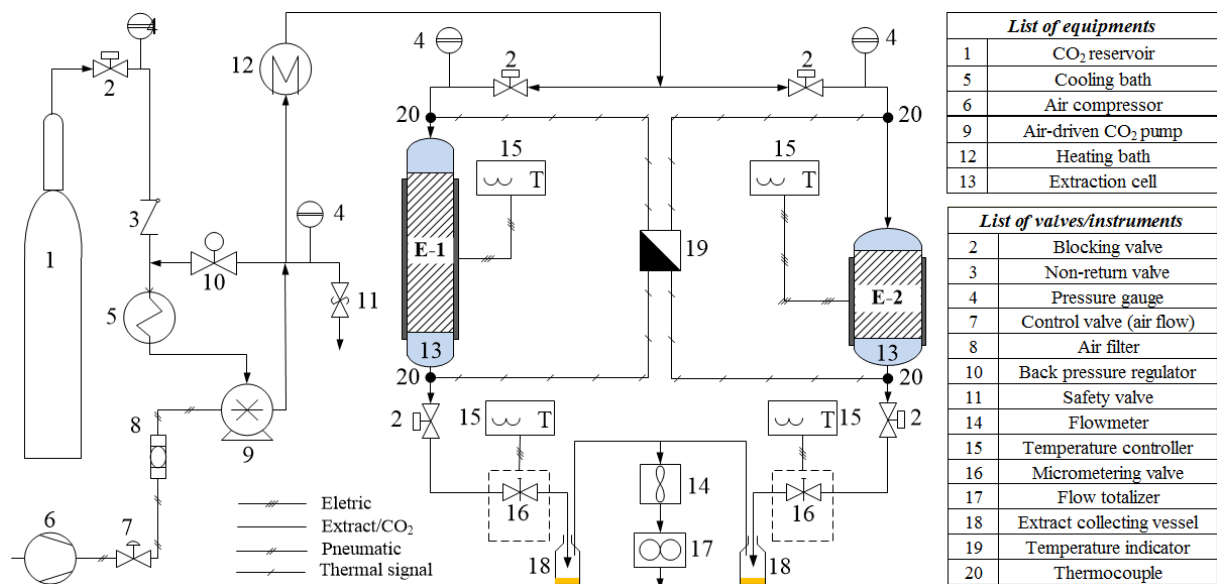 4
2
3
1
5
10
4
11
12
8
9
7
6
Eletric
Extract/CO₂
Pneumatic
Thermal signal
4
2
2
4
20
20
15
T
15
T
E-1
19
E-2
13
13
20
20
2
15
T
T
15
2
16
14
16
18
17
18
List of equipments
1 CO₂ reservoir
5 Cooling bath
6 Air compressor
9 Air-driven CO₂ pump
12 Heating bath
13 Extraction cell
List of valves/instruments
2 Blocking valve
3 Non-return valve
4 Pressure gauge
7 Control valve (air flow)
8 Air filter
10 Back pressure regulator
11 Safety valve
14 Flowmeter
15 Temperature controller
16 Micrometering valve
17 Flow totalizer
18 Extract collecting vessel
19 Temperature indicator
20 Thermocouple